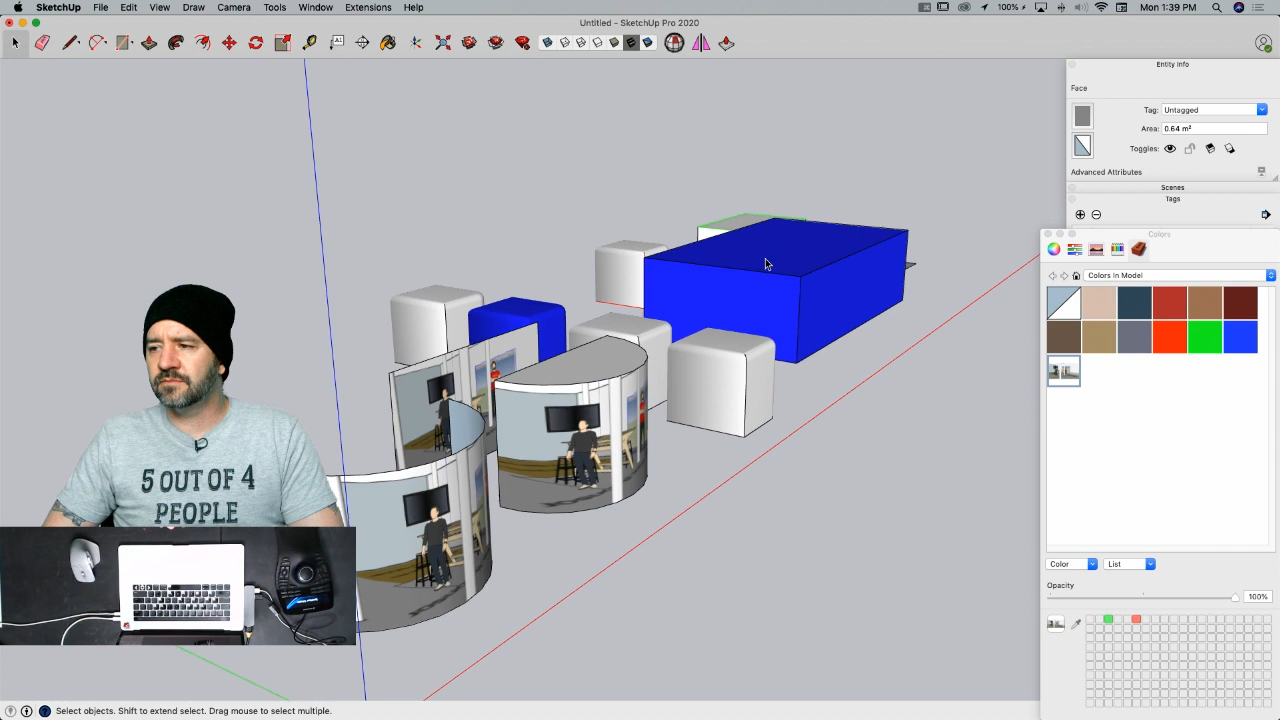 SketchUp File Edit View Draw Camera Tools Window Extensions Help
100% Mon 1:39 PM
Untitled - SketchUp Pro 2020
Entity Info
Face
Tag: Untagged
Area: 0.64 m²
Toggles:
Advanced Attributes
Scenes
Tags
Colors
Colors In Model
Color List
Opacity
100%
5 OUT OF 4
PEOPLE
Select objects. Shift to extend select. Drag mouse to select multiple.